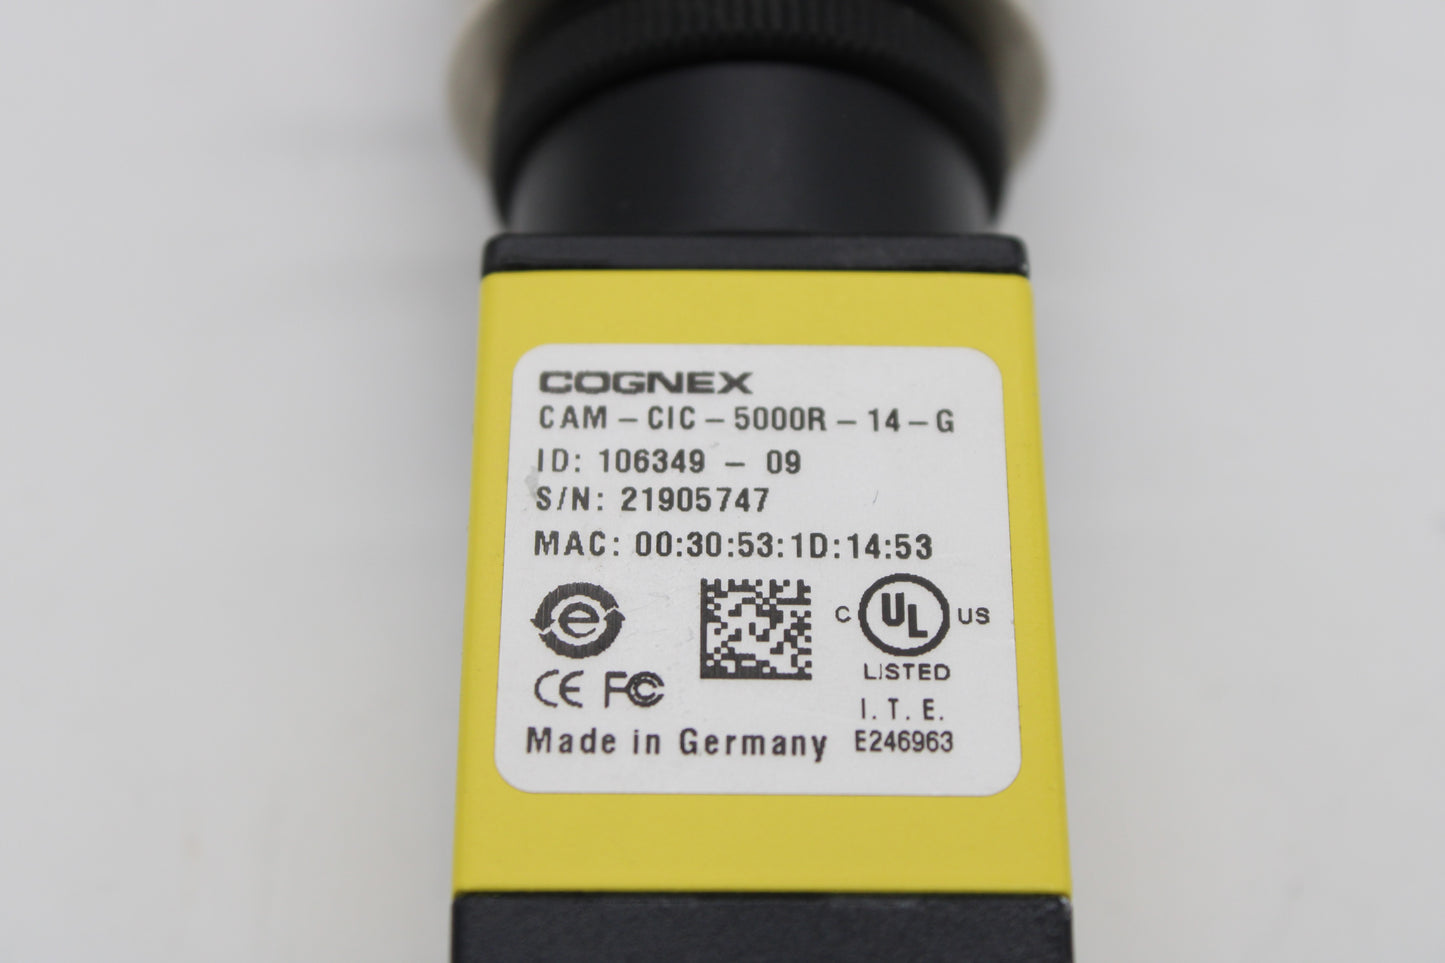 COGNEX
CAM-CIC-5000R-14-G
ID: 106349 - 09
S/N: 21905747
MAC: 00:30:53:1D:14:53
e
C UL US
LISTED
CE FC
I. T. E.
Made in Germany
E246963